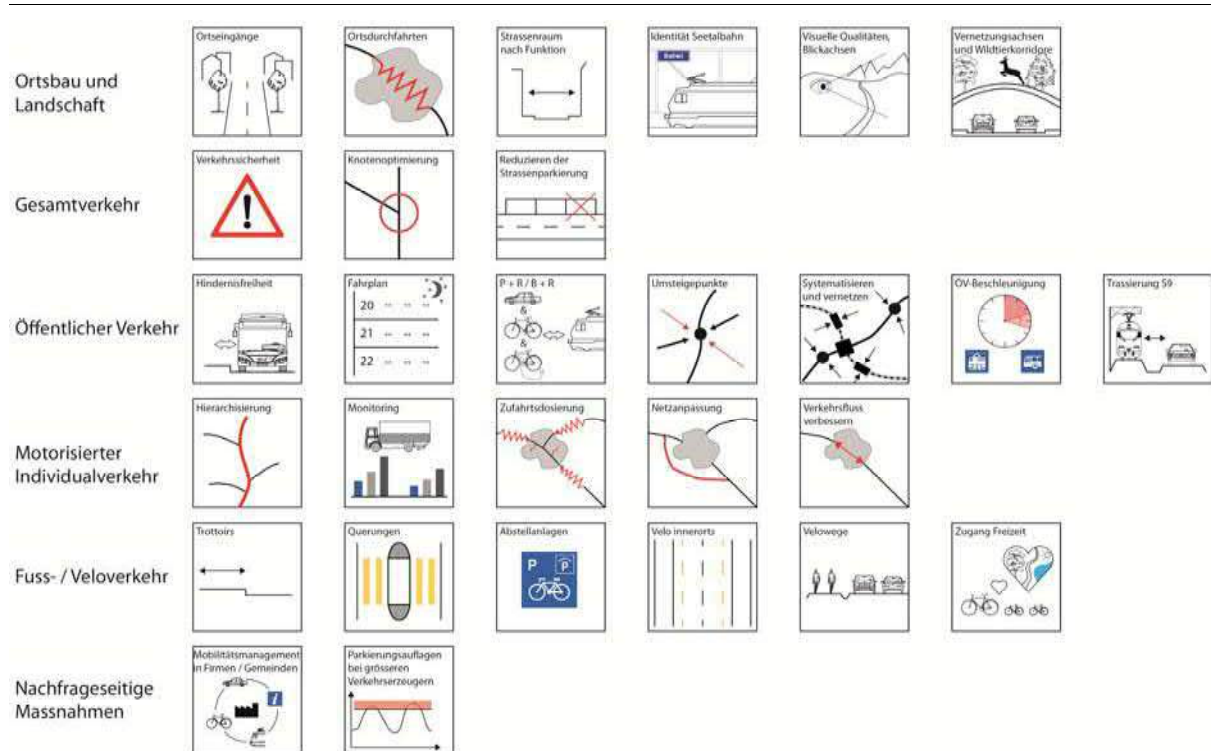 Ortseingänge
Ortsdurchfahrten
Strassenraum
nach Funktion
Identität Seetalbahn
Visuelle Qualitäten,
Blickachsen
Vernetzungsachsen
und Wildtierkorridore
Ortsbau und
Landschaft
Verkehrssicherheit
!
Knotenoptimierung
Reduzieren der
Strassenparkierung
Gesamtverkehr
Hindernisfreiheit
Fahrplan
20
21
22
P + R / B + R
&
&
Umsteigepunkte
Systematisieren
und vernetzen
ÖV-Beschleunigung
Trassierung S9
Öffentlicher Verkehr
Hierarchisierung
Monitoring
Zufahrtsdosierung
Netzanpassung
Verkehrsfluss
verbessern
Motorisierter
Individualverkehr
Trottoirs
Querungen
Abstellanlagen
P P
Velo innerorts
Velowege
Zugang Freizeit
Fuss- / Veloverkehr
Mobilitätsmanagement
in Firmen / Gemeinden
i
Parkierungsauflagen
bei grösseren
Verkehrserzeugern
Nachfrageseitige
Massnahmen